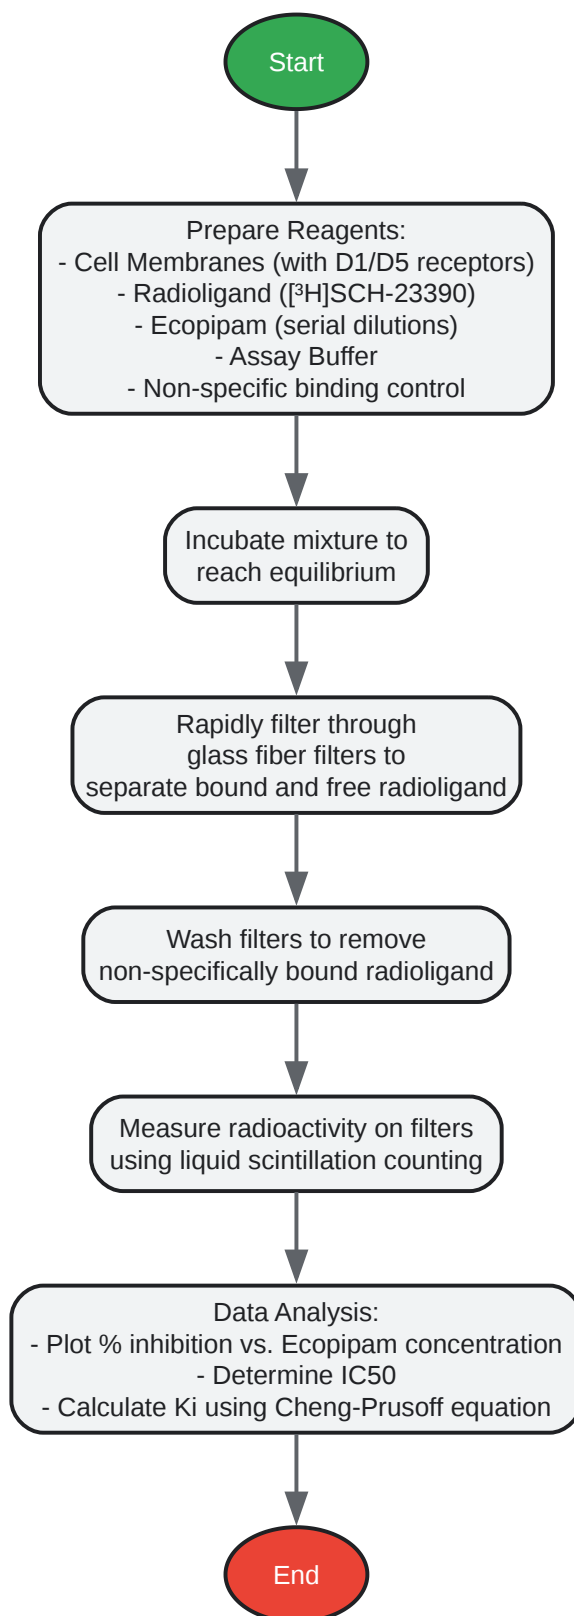 Start
Prepare Reagents:
- Cell Membranes (with D1/D5 receptors)
- Radioligand ([³H]SCH-23390)
- Ecopipam (serial dilutions)
- Assay Buffer
- Non-specific binding control
Incubate mixture to
reach equilibrium
Rapidly filter through
glass fiber filters to
separate bound and free radioligand
Wash filters to remove
non-specifically bound radioligand
Measure radioactivity on filters
using liquid scintillation counting
Data Analysis:
- Plot % inhibition vs. Ecopipam concentration
- Determine IC50
- Calculate Ki using Cheng-Prusoff equation
End